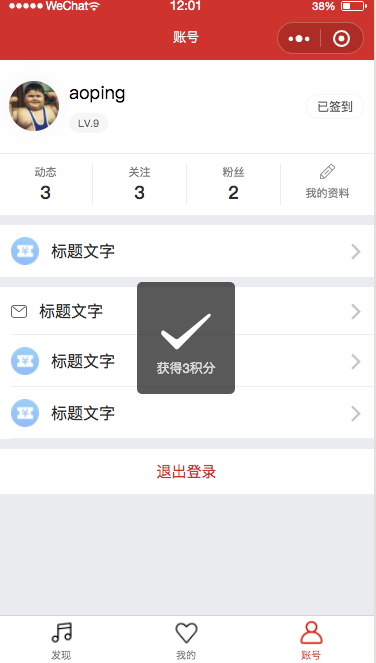 WeChat
12:01
38%
账号
aoping
LV.9
已签到
动态
关注
粉丝
3
3
2
我的资料
标题文字
标题文字
标题文字
标题文字
获得3积分
退出登录
发现
我的
账号